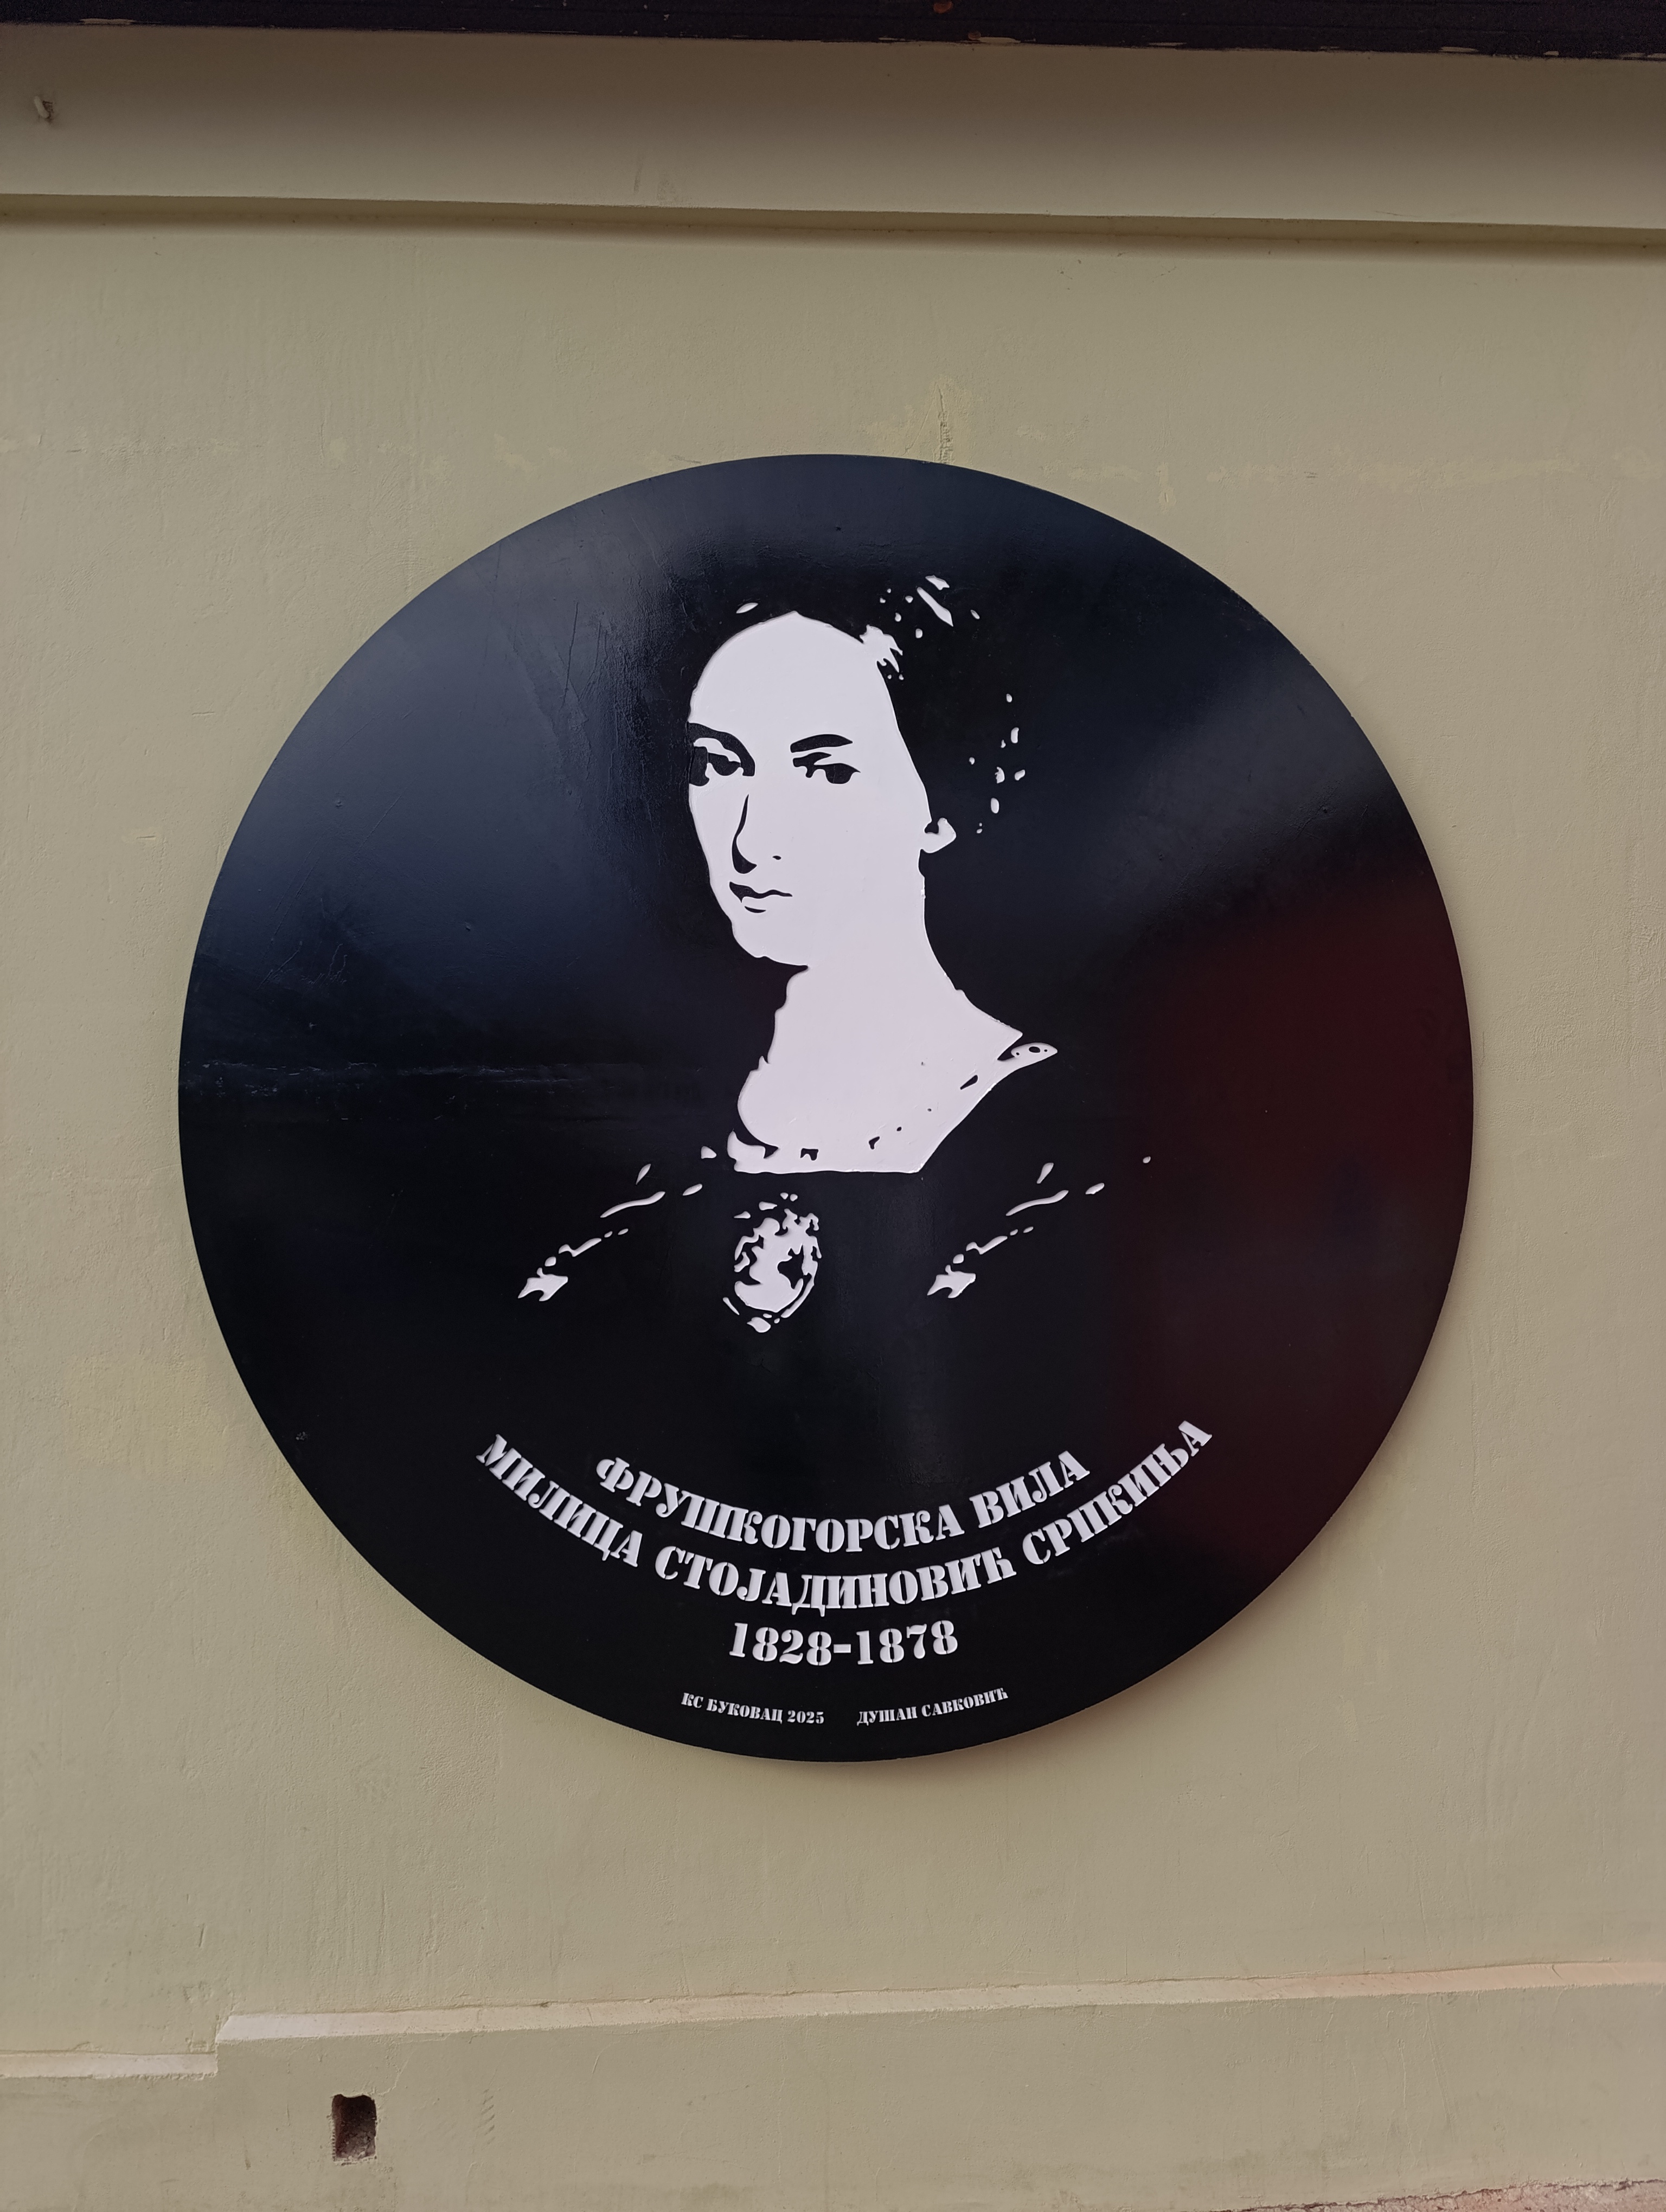 ФРУШКОГОРСКА ВИЛА
МИЛИЦА СТОЈАДИНОВИЋ СРПКИЊА
1828-1878
КС БУКОВАЦ 2025 ДУШАН САВКОВИЋ